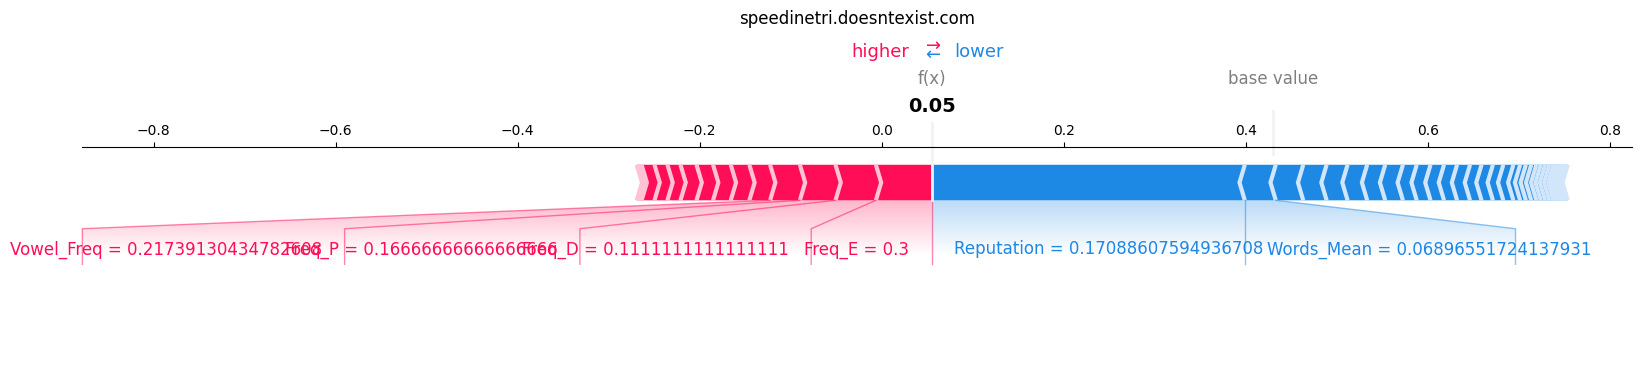 speedinetri.doesntexist.com
higher ⇄ lower
f(x) base value
0.05
−0.8 −0.6 −0.4 −0.2 0.0 0.2 0.4 0.6 0.8
Vowel_Freq = 0.21739130434782608 Freq_P = 0.16666666666666666 Freq_D = 0.1111111111111111 Freq_E = 0.3 Reputation = 0.17088607594936708 Words_Mean = 0.06896551724137931